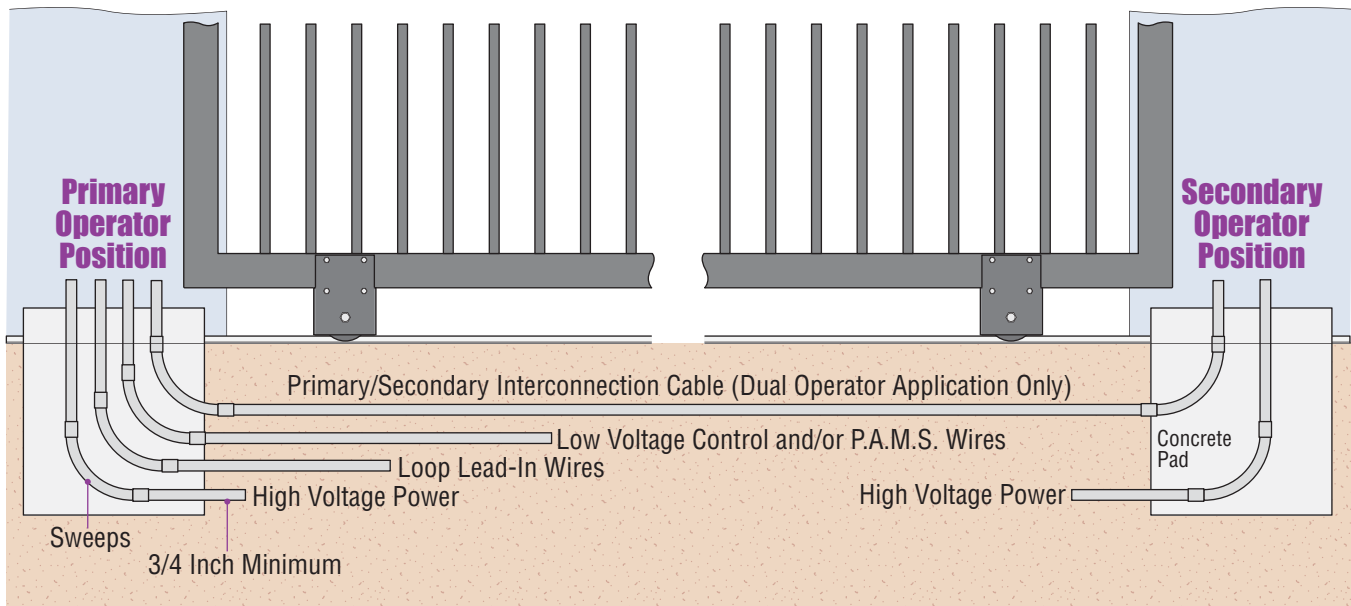 Primary
Operator
Position
Secondary
Operator
Position
Primary/Secondary Interconnection Cable (Dual Operator Application Only)
Low Voltage Control and/or P.A.M.S. Wires
Concrete
Pad
Loop Lead-In Wires
High Voltage Power
High Voltage Power
Sweeps
3/4 Inch Minimum